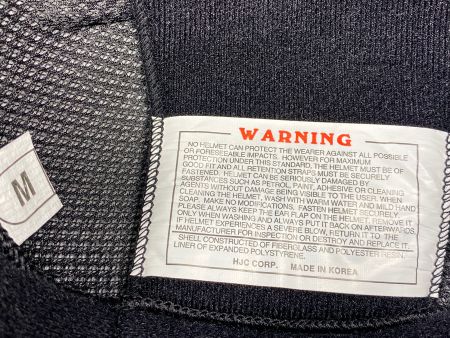 WARNING
NO HELMET CAN PROTECT THE WEARER AGAINST ALL POSSIBLE
OR FORESEEABLE IMPACTS. HOWEVER FOR MAXIMUM
PROTECTION UNDER THIS STANDARD. THE HELMET MUST BE OF
GOOD FIT AND ALL RETENTION STRAPS MUST BE SECURELY
FASTENED. HELMET CAN BE SERIOUSLY DAMAGED BY
AGENTS SUCH AS PETROL, PAINT, ADHESIVE OR CLEANING
AGENTS WITHOUT DAMAGE BEING VISIBLE TO THE USER. WHEN
CLEANING THE HELMET, WASH WITH WARM WATER AND MILD HAND
SOAP. MAKE NO MODIFICATIONS. FASTEN HELMET SECURELY.
PLEASE ALWAYS KEEP THE EAR FLAP ON THE HELMET, REMOVE IT
ONLY WHEN WASHING AND ALWAYS PUT IT BACK ON AFTERWARDS.
IF HELMET EXPERIENCES A SEVERE BLOW, RETURN IT TO THE
MANUFACTURER FOR INSPECTION OR DESTROY AND REPLACE IT.
SHELL CONSTRUCTED OF FIBERGLASS AND POLYESTER RESIN,
LINER OF EXPANDED POLYSTYRENE.
HJC CORP. MADE IN KOREA
M